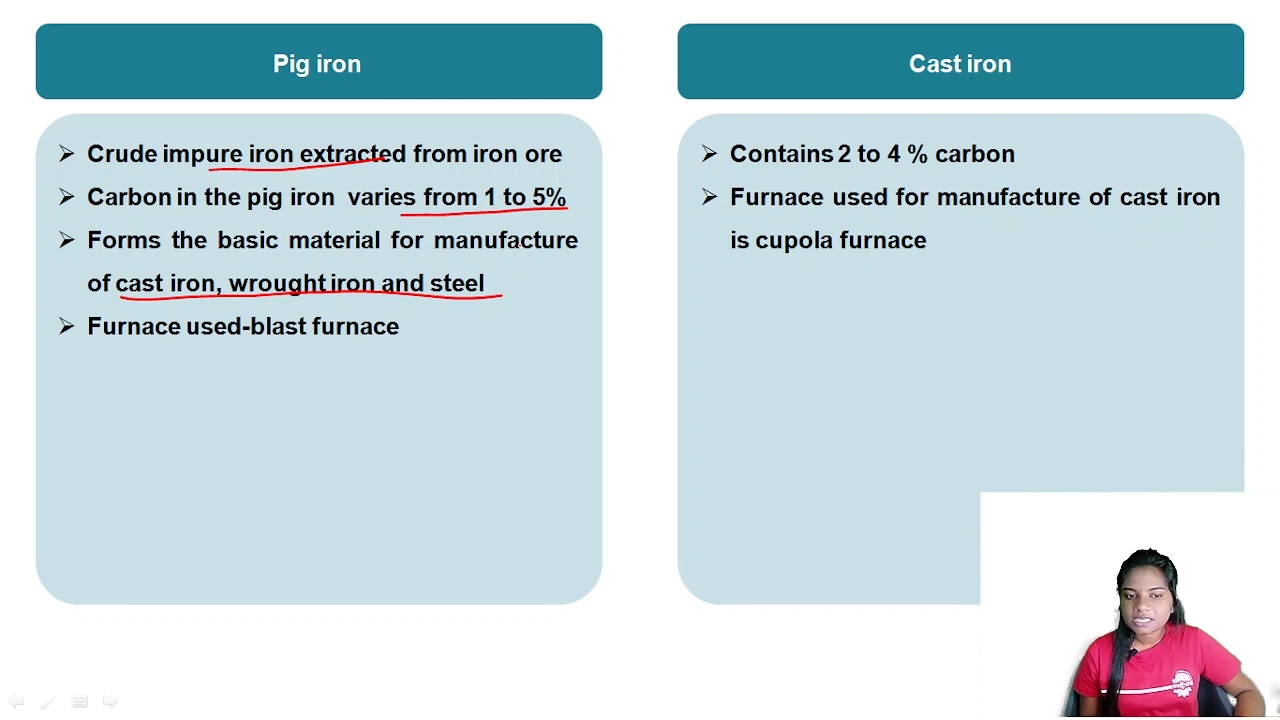 Pig iron
➢ Crude impure iron extracted from iron ore
➢ Carbon in the pig iron varies from 1 to 5%
➢ Forms the basic material for manufacture
of cast iron, wrought iron and steel
➢ Furnace used-blast furnace
Cast iron
➢ Contains 2 to 4 % carbon
➢ Furnace used for manufacture of cast iron
is cupola furnace